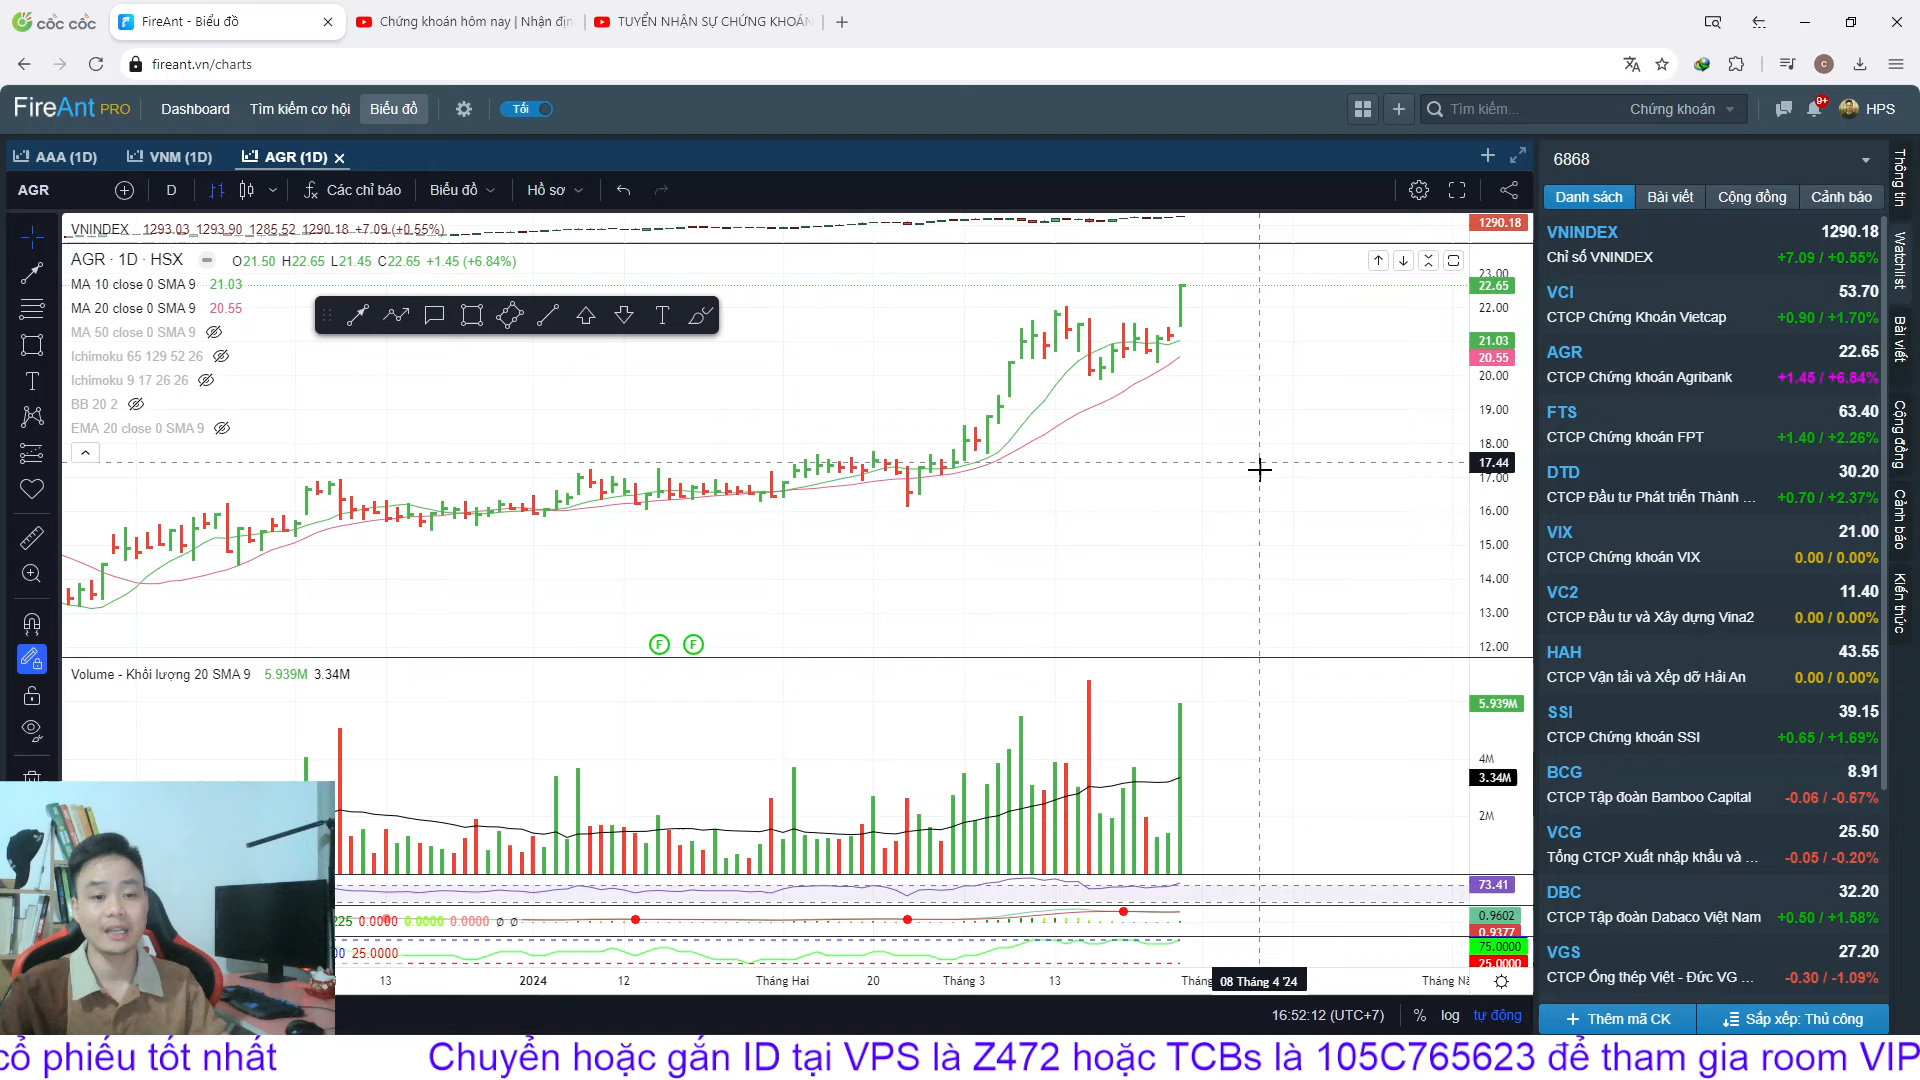 cốc cốc
FireAnt - Biểu đồ
Chứng khoán hôm nay | Nhận địn
TUYỂN NHẬN SỰ CHỨNG KHOÁN
fireant.vn/charts
C
FireAnt PRO
Dashboard
Tìm kiếm cơ hội
Biểu đồ
Tối
Tìm kiếm...
Chứng khoán
9+
HPS
AAA (1D)
VNM (1D)
AGR (1D)
AGR
D
Các chỉ báo
Biểu đồ
Hồ sơ
VNINDEX 1293.03 1293.90 1285.52 1290.18 +7.09 (+0.55%)
1290.18
AGR · 1D · HSX O21.50 H22.65 L21.45 C22.65 +1.45 (+6.84%)
MA 10 close 0 SMA 9 21.03
MA 20 close 0 SMA 9 20.55
MA 50 close 0 SMA 9
Ichimoku 65 129 52 26
Ichimoku 9 17 26 26
BB 20 2
EMA 20 close 0 SMA 9
23.00
22.65
22.00
21.03
20.55
20.00
19.00
18.00
17.44
17.00
16.00
15.00
14.00
13.00
12.00
F F
Volume - Khối lượng 20 SMA 9 5.939M 3.34M
5.939M
4M
3.34M
2M
73.41
225 0.0000 0.0000 0.0000 ∅ ∅
0.9602
0.9377
00 25.0000
75.0000
25.0000
13 2024 12 Tháng Hai 20 Tháng 3 13 Tháng 08 Tháng 4 '24
16:52:12 (UTC+7) % log tự động
6868
Danh sách
Bài viết
Cộng đồng
Cảnh báo
VNINDEX 1290.18
Chỉ số VNINDEX +7.09 / +0.55%
VCI 53.70
CTCP Chứng Khoán Vietcap +0.90 / +1.70%
AGR 22.65
CTCP Chứng khoán Agribank +1.45 / +6.84%
FTS 63.40
CTCP Chứng khoán FPT +1.40 / +2.26%
DTD 30.20
CTCP Đầu tư Phát triển Thành ... +0.70 / +2.37%
VIX 21.00
CTCP Chứng khoán VIX 0.00 / 0.00%
VC2 11.40
CTCP Đầu tư và Xây dựng Vina2 0.00 / 0.00%
HAH 43.55
CTCP Vận tải và Xếp dỡ Hải An 0.00 / 0.00%
SSI 39.15
CTCP Chứng khoán SSI +0.65 / +1.69%
BCG 8.91
CTCP Tập đoàn Bamboo Capital -0.06 / -0.67%
VCG 25.50
Tổng CTCP Xuất nhập khẩu và ... -0.05 / -0.20%
DBC 32.20
CTCP Tập đoàn Dabaco Việt Nam +0.50 / +1.58%
VGS 27.20
CTCP Ống thép Việt - Đức VG ... -0.30 / -1.09%
Thêm mã CK
Sắp xếp: Thủ công
Thông tin
Watchlist
Bài viết
Cộng đồng
Cảnh báo
Kiến thức
cổ phiếu tốt nhất Chuyển hoặc gắn ID tại VPS là Z472 hoặc TCBs là 105C765623 để tham gia room VIP